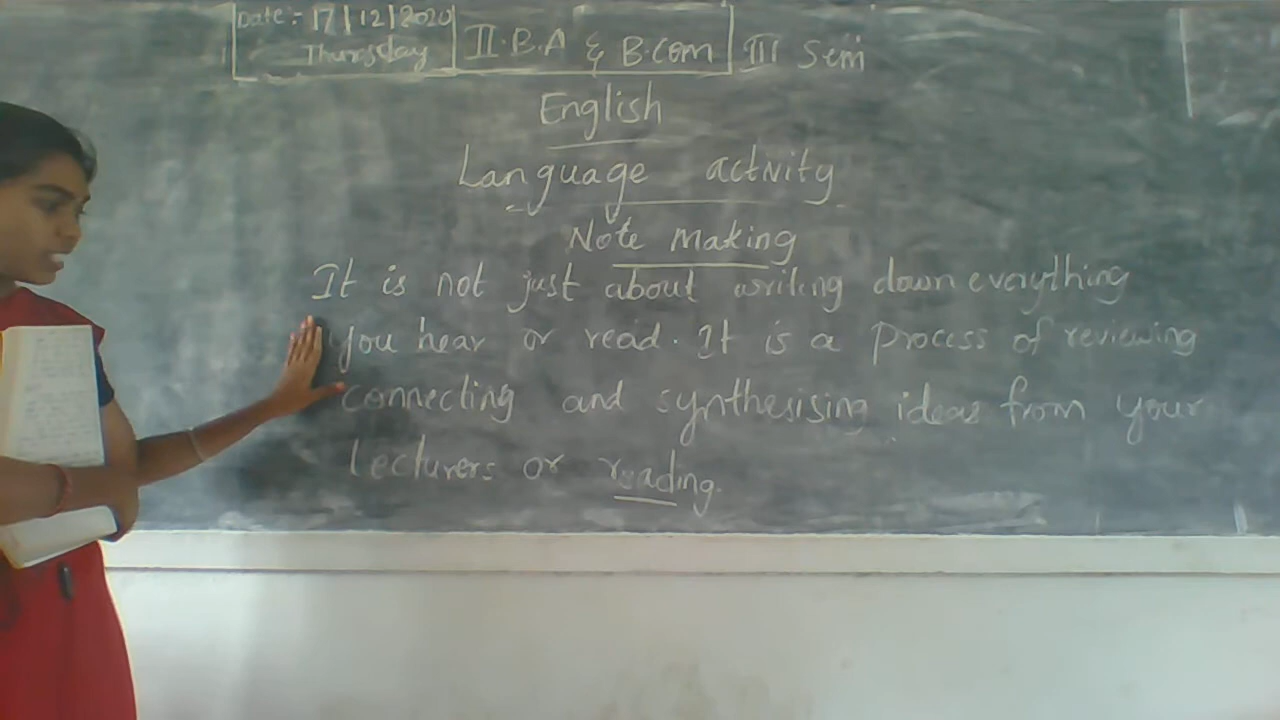 Date:- 17|12|2020
Thursday
II.B.A & B.com III Sem
English
Language activity
Note Making
It is not just about writing down everything
you hear or read. It is a process of reviewing
connecting and synthesising ideas from your
lecturers or reading.